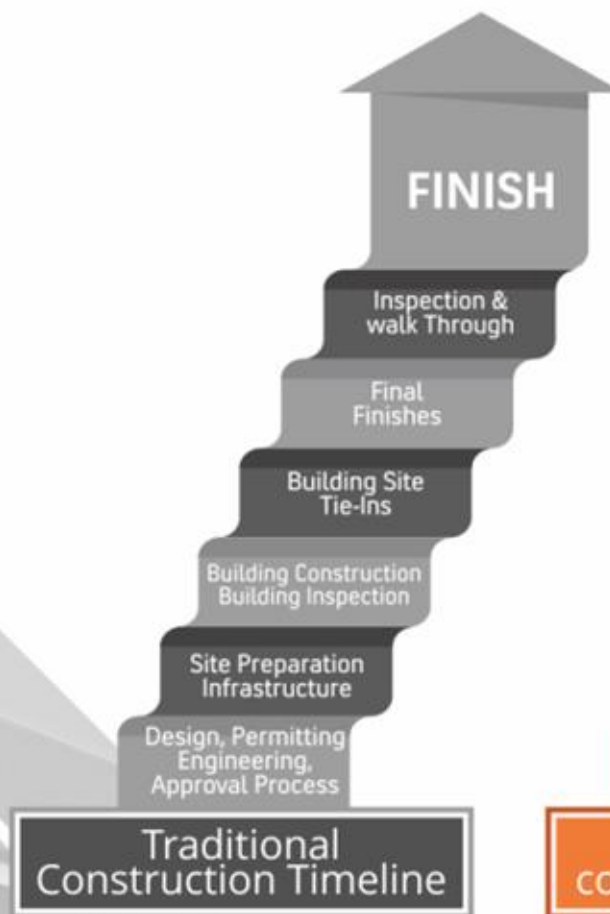 FINISH
Inspection &
walk Through
Final
Finishes
Building Site
Tie-Ins
Building Construction
Building Inspection
Site Preparation
Infrastructure
Design, Permitting
Engineering,
Approval Process
Traditional
Construction Timeline